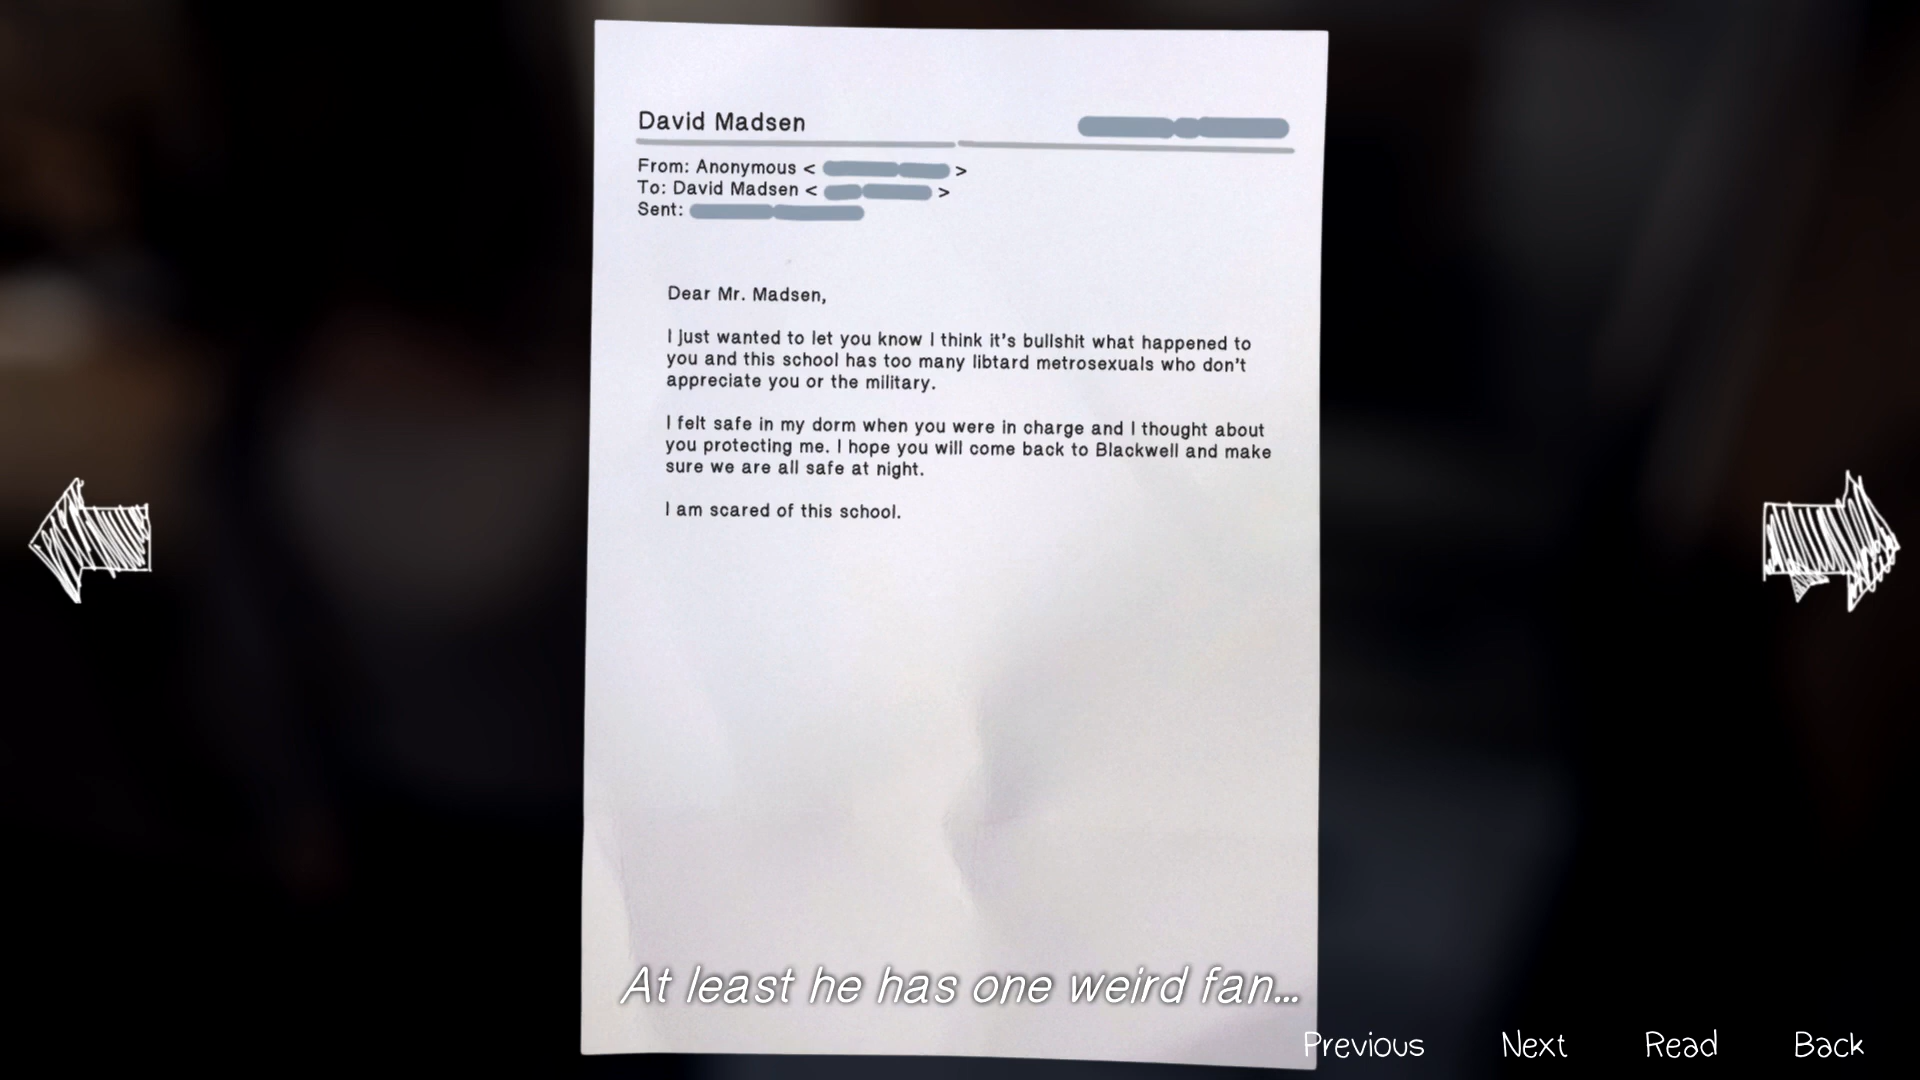 David Madsen
From: Anonymous < >
To: David Madsen < >
Sent:
Dear Mr. Madsen,
I just wanted to let you know I think it's bullshit what happened to
you and this school has too many libtard metrosexuals who don't
appreciate you or the military.
I felt safe in my dorm when you were in charge and I thought about
you protecting me. I hope you will come back to Blackwell and make
sure we are all safe at night.
I am scared of this school.
At least he has one weird fan...
Previous Next Read Back